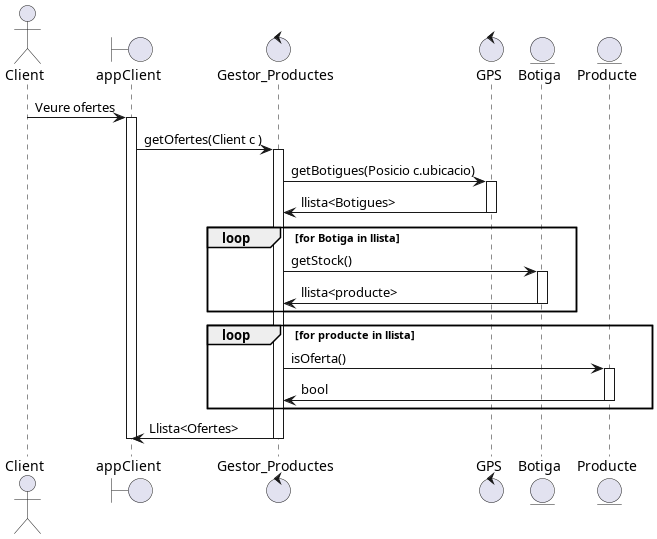 Client
appClient
Gestor_Productes
GPS
Botiga
Producte
Veure ofertes
getOfertes(Client c )
getBotigues(Posicio c.ubicacio)
llista<Botigues>
loop
[for Botiga in llista]
getStock()
llista<producte>
loop
[for producte in llista]
isOferta()
bool
Llista<Ofertes>
Client
appClient
Gestor_Productes
GPS
Botiga
Producte